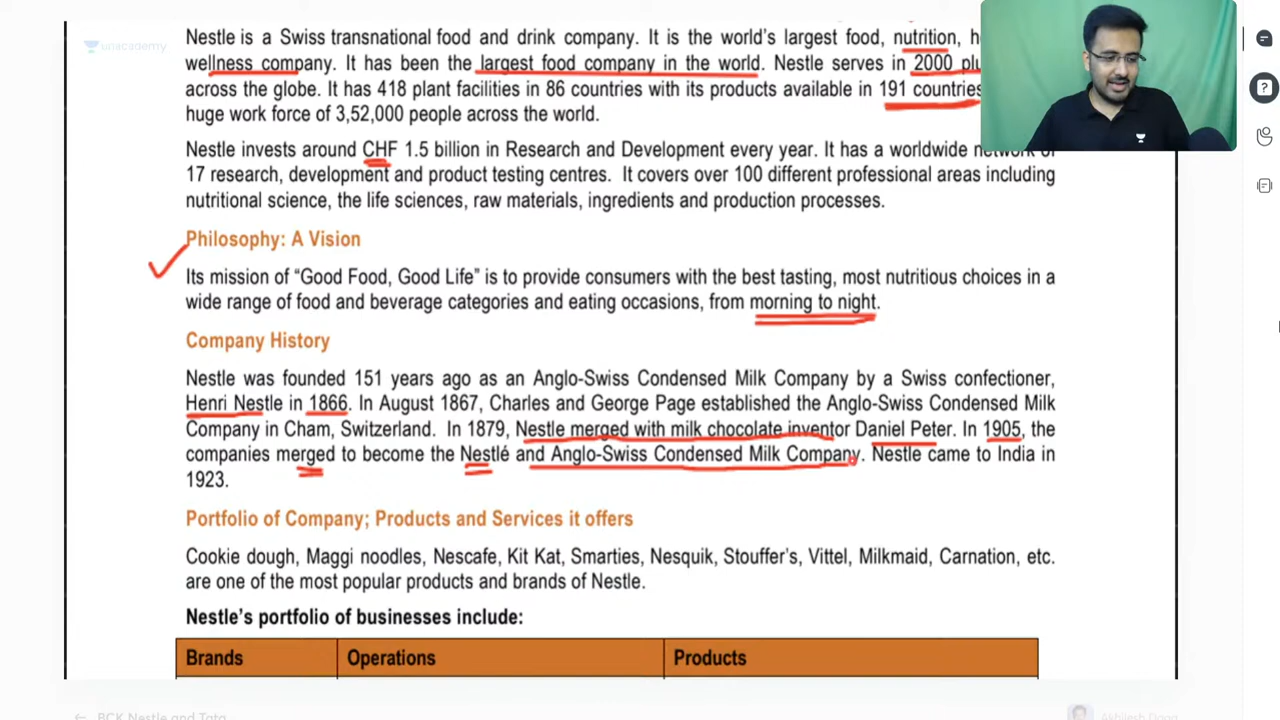 Nestle is a Swiss transnational food and drink company. It is the world's largest food, nutrition,
wellness company. It has been the largest food company in the world. Nestle serves in 2000
across the globe. It has 418 plant facilities in 86 countries with its products available in 191 countries
huge work force of 3,52,000 people across the world.
unacademy
Nestle invests around CHF 1.5 billion in Research and Development every year. It has a worldwide network of
17 research, development and product testing centres. It covers over 100 different professional areas including
nutritional science, the life sciences, raw materials, ingredients and production processes.
Philosophy: A Vision
Its mission of “Good Food, Good Life” is to provide consumers with the best tasting, most nutritious choices in a
wide range of food and beverage categories and eating occasions, from morning to night.
Company History
Nestle was founded 151 years ago as an Anglo-Swiss Condensed Milk Company by a Swiss confectioner,
Henri Nestle in 1866. In August 1867, Charles and George Page established the Anglo-Swiss Condensed Milk
Company in Cham, Switzerland. In 1879, Nestle merged with milk chocolate inventor Daniel Peter. In 1905, the
companies merged to become the Nestlé and Anglo-Swiss Condensed Milk Company. Nestle came to India in
1923.
Portfolio of Company; Products and Services it offers
Cookie dough, Maggi noodles, Nescafe, Kit Kat, Smarties, Nesquik, Stouffer's, Vittel, Milkmaid, Carnation, etc.
are one of the most popular products and brands of Nestle.
Nestle's portfolio of businesses include:
Brands Operations Products
BCK Nestle and Tata